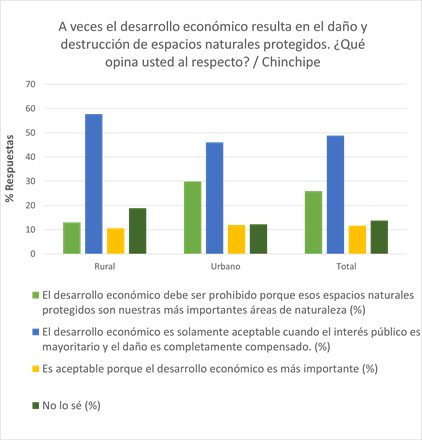 A veces el desarrollo económico resulta en el daño y
destrucción de espacios naturales protegidos. ¿Qué
opina usted al respecto? / Chinchipe
% Respuestas
70
60
50
40
30
20
10
0
Rural
Urbano
Total
El desarrollo económico debe ser prohibido porque esos espacios naturales
protegidos son nuestras más importantes áreas de naturaleza (%)
El desarrollo económico es solamente aceptable cuando el interés público es
mayoritario y el daño es completamente compensado. (%)
Es aceptable porque el desarrollo económico es más importante (%)
No lo sé (%)